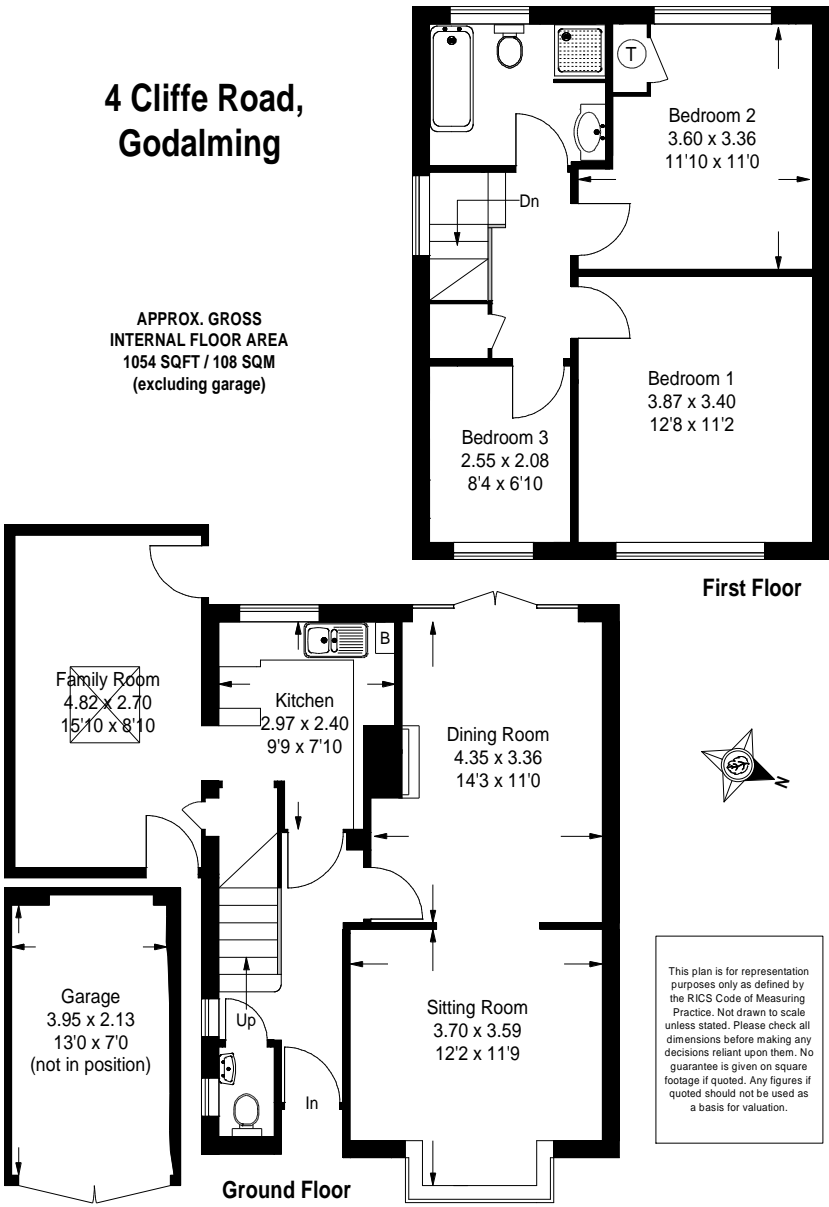 4 Cliffe Road,
Godalming
APPROX. GROSS
INTERNAL FLOOR AREA
1054 SQFT / 108 SQM
(excluding garage)
T
Bedroom 2
3.60 x 3.36
11'10 x 11'0
Dn
Bedroom 1
3.87 x 3.40
12'8 x 11'2
Bedroom 3
2.55 x 2.08
8'4 x 6'10
First Floor
B
Family Room
4.82 x 2.70
15'10 x 8'10
Kitchen
2.97 x 2.40
9'9 x 7'10
Dining Room
4.35 x 3.36
14'3 x 11'0
N
Garage
3.95 x 2.13
13'0 x 7'0
(not in position)
Up
Sitting Room
3.70 x 3.59
12'2 x 11'9
In
Ground Floor
This plan is for representation
purposes only as defined by
the RICS Code of Measuring
Practice. Not drawn to scale
unless stated. Please check all
dimensions before making any
decisions reliant upon them. No
guarantee is given on square
footage if quoted. Any figures if
quoted should not be used as
a basis for valuation.